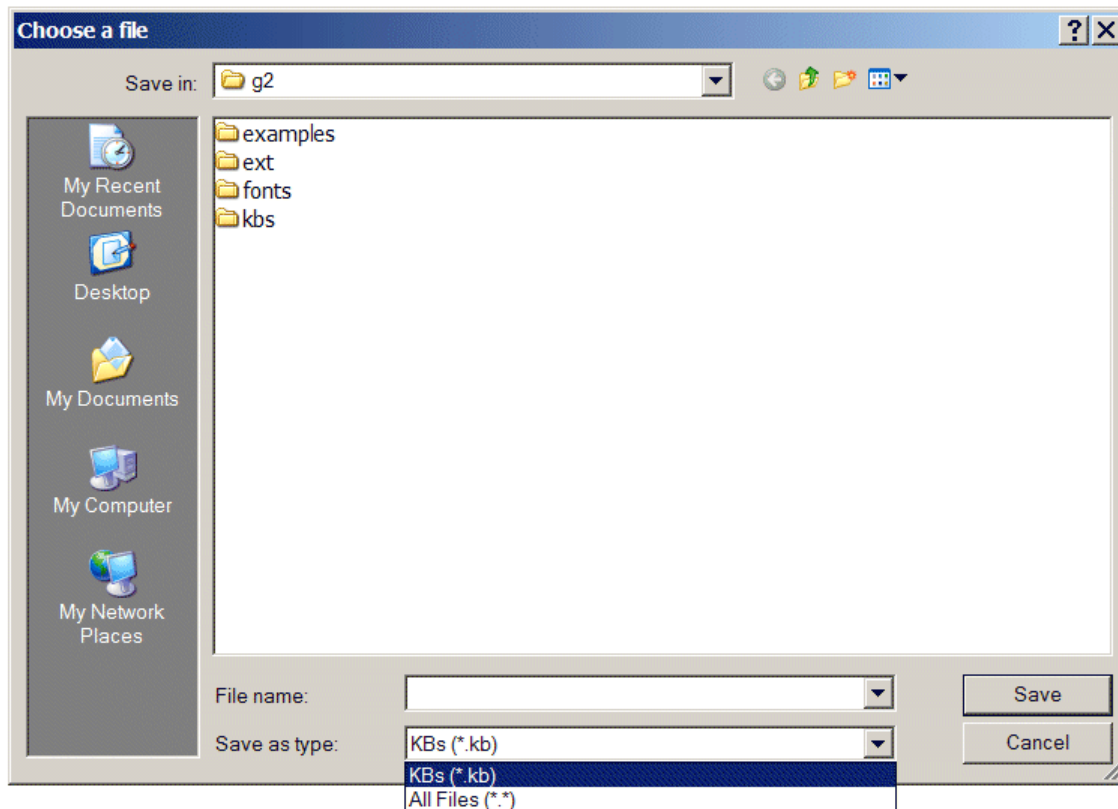 Choose a file
Save in:
g2
My Recent
Documents
Desktop
My Documents
My Computer
My Network
Places
examples
ext
fonts
kbs
File name:
Save
Save as type:
KBs (*.kb)
Cancel
KBs (*.kb)
All Files (*.*)